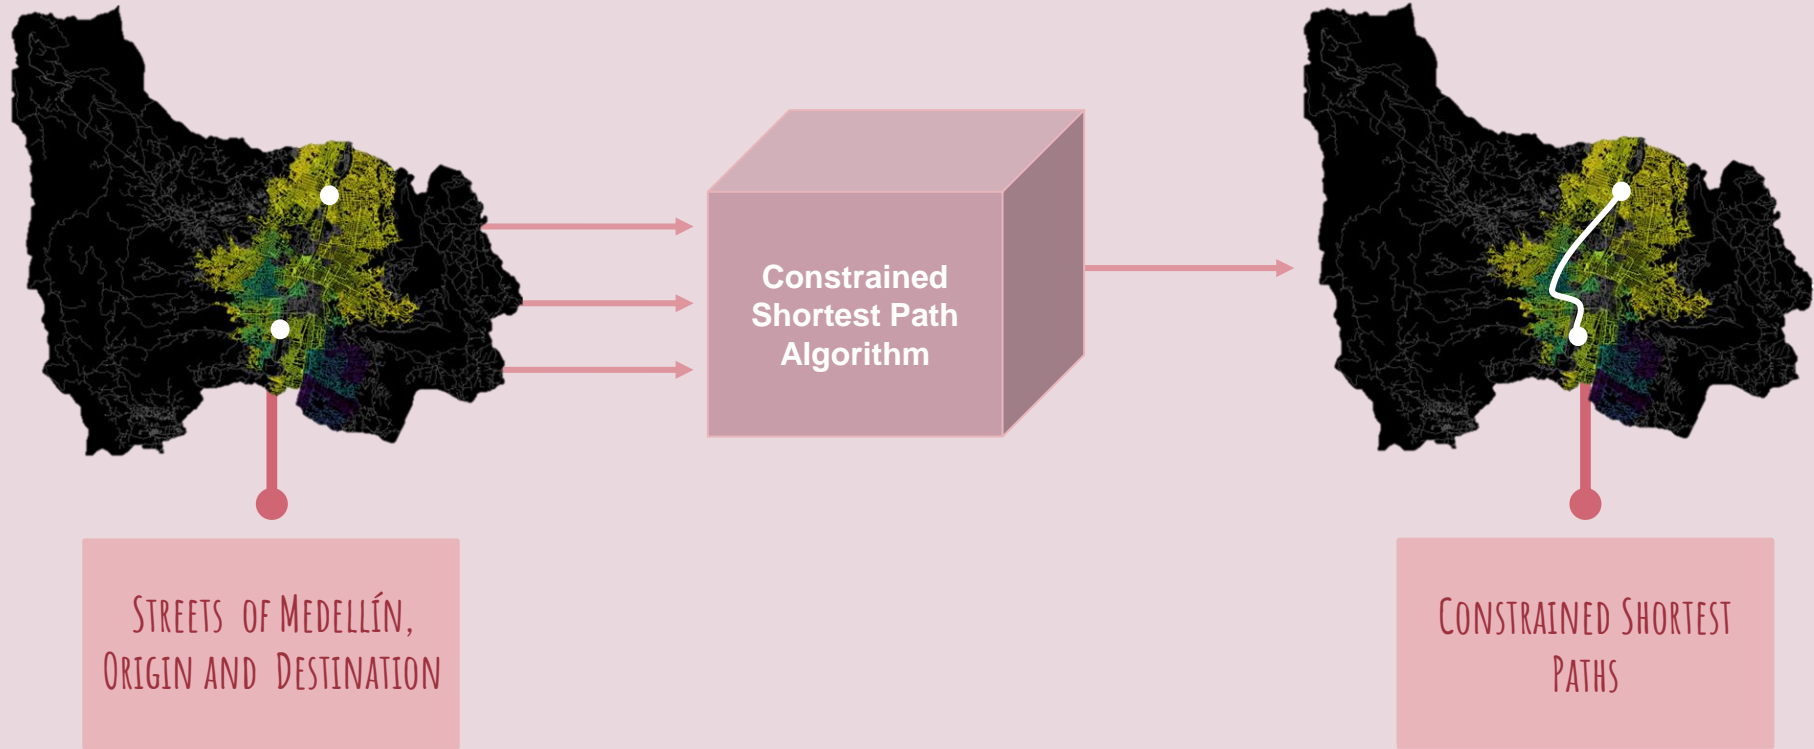 Constrained
Shortest Path
Algorithm
Streets of Medellín,
Origin and Destination
Constrained Shortest
Paths